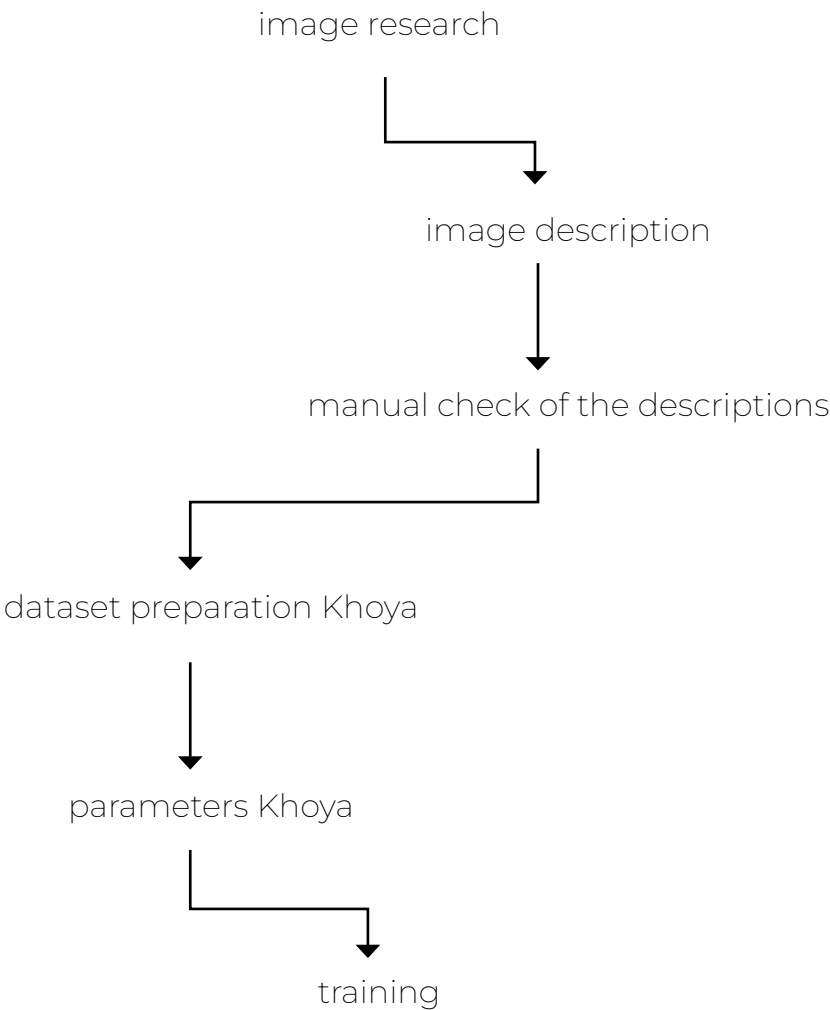 image research
image description
manual check of the descriptions
dataset preparation Khoya
parameters Khoya
training